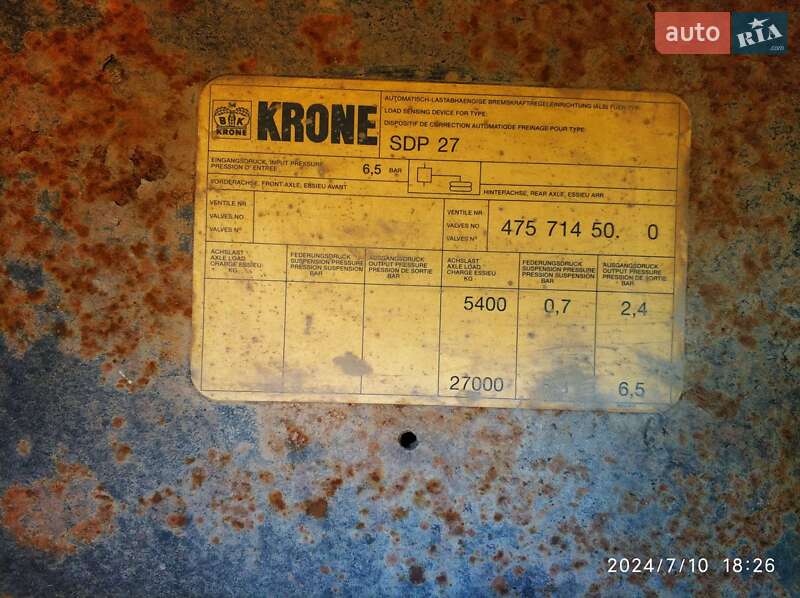 auto RIA .com
AUTOMATISCH-LASTABHAENGIGE BREMSKRAFTREGELEINRICHTUNG (ALB) FUER TYP:
LOAD SENSING DEVICE FOR TYPE:
DISPOSITIF DE CORRECTION AUTOMATIQUE FREINAGE POUR TYPE:
KRONE
KRONE
SDP 27
EINGANGSDRUCK, INPUT PRESSURE
PRESSION D'ENTREE
6,5 BAR
VORDERACHSE, FRONT AXLE, ESSIEU AVANT
HINTERACHSE, REAR AXLE, ESSIEU ARR.
VENTILE NR
VALVES NO
VALVES N°
VENTILE NR
VALVES NO
VALVES N°
475 714 50. 0
ACHSLAST
AXLE LOAD
CHARGE ESSIEU
KG
FEDERUNGSDRUCK
SUSPENSION PRESSURE
PRESSION SUSPENSION
BAR
AUSGANGSDRUCK
OUTPUT PRESSURE
PRESSION DE SORTIE
BAR
ACHSLAST
AXLE LOAD
CHARGE ESSIEU
KG
FEDERUNGSDRUCK
SUSPENSION PRESSURE
PRESSION SUSPENSION
BAR
AUSGANGSDRUCK
OUTPUT PRESSURE
PRESSION DE SORTIE
BAR
5400 0,7 2,4
27000 6,5
2024/7/10 18:26